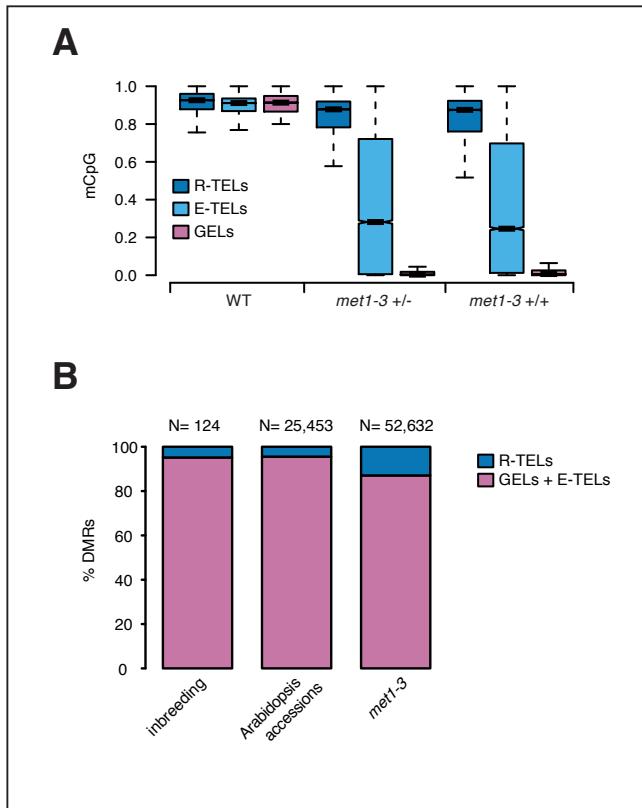 A
1.0
0.8
0.6
0.4
0.2
0.0
mCpG
R-TELs
E-TELs
GELs
WT
met1-3 +/-
met1-3 +/+
B
N= 124
N= 25,453
N= 52,632
100
80
60
40
20
0
% DMRs
R-TELs
GELs + E-TELs
inbreeding
Arabidopsis
accessions
met1-3